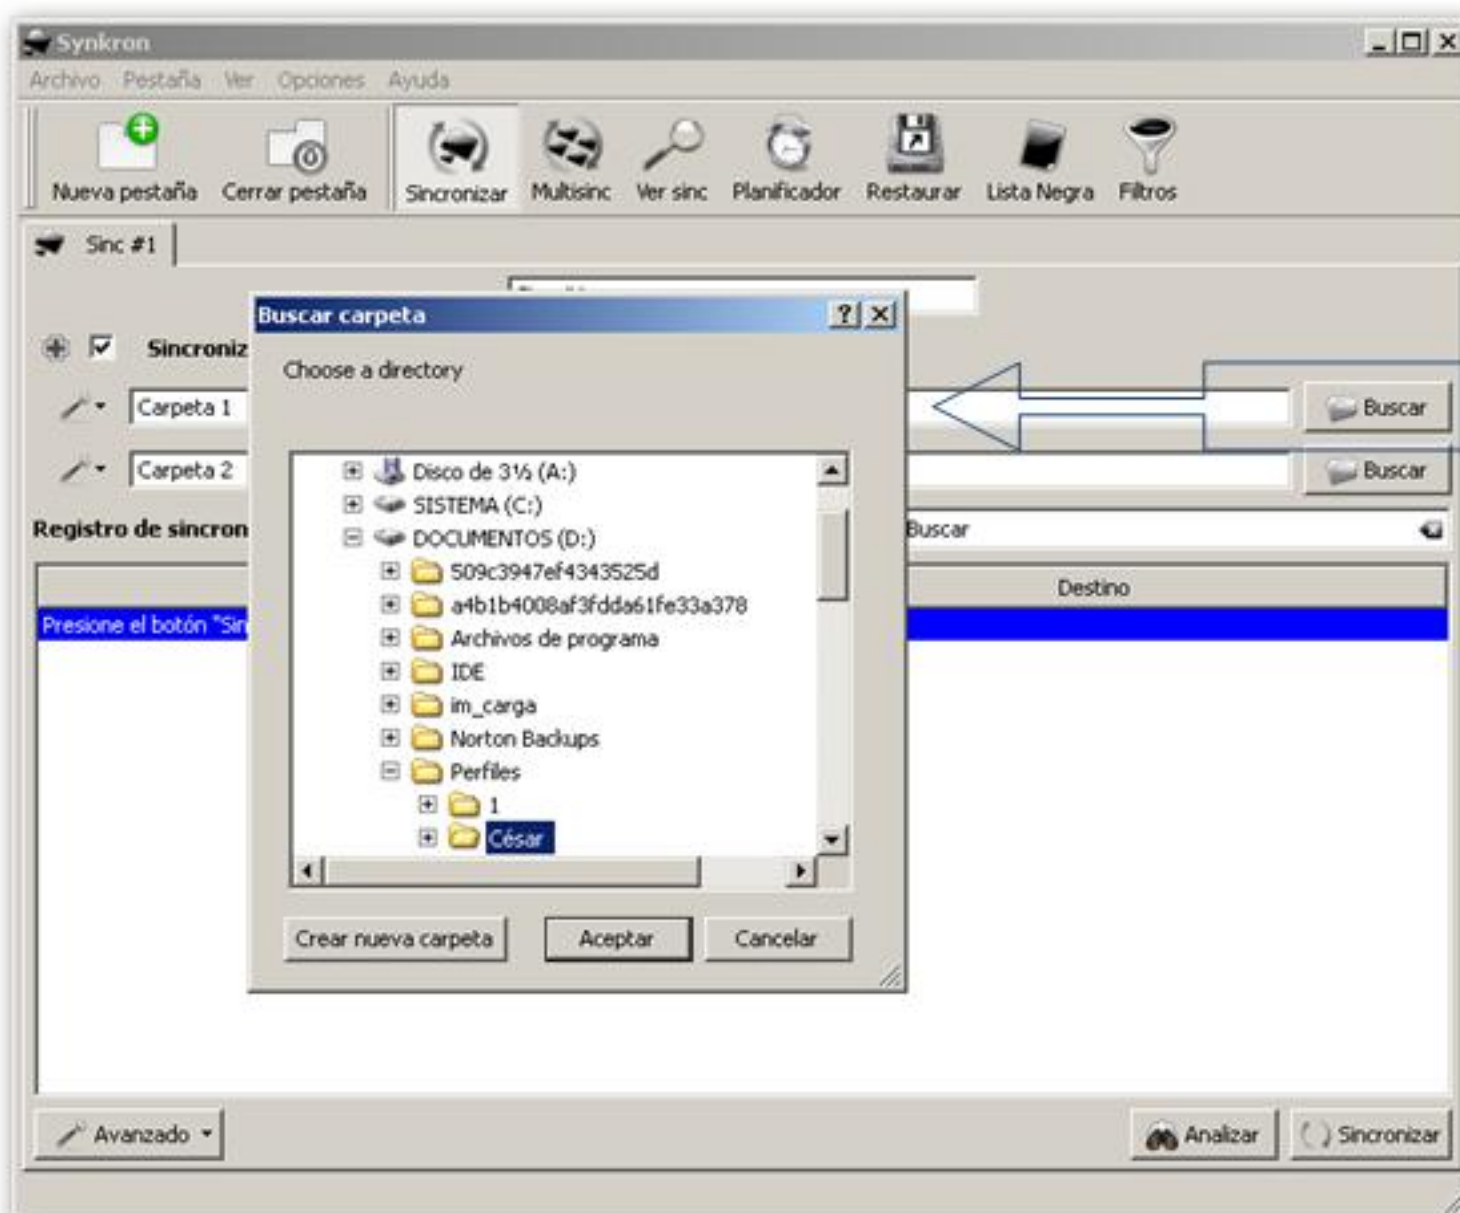 Synkron
Archivo Pestaña Ver Opciones Ayuda
Nueva pestaña Cerrar pestaña Sincronizar Multisinc Ver sinc Planificador Restaurar Lista Negra Filtros
Sinc #1
Buscar carpeta
Sincroniz
Choose a directory
Carpeta 1 Buscar
Carpeta 2 Buscar
Disco de 3½ (A:)
SISTEMA (C:)
Registro de sincron Buscar
DOCUMENTOS (D:)
509c3947ef4343525d
Destino
a4b1b4008af3fdda61fe33a378
Presione el botón "Sin
Archivos de programa
IDE
im_carga
Norton Backups
Perfiles
1
César
Crear nueva carpeta Aceptar Cancelar
Avanzado Analizar Sincronizar